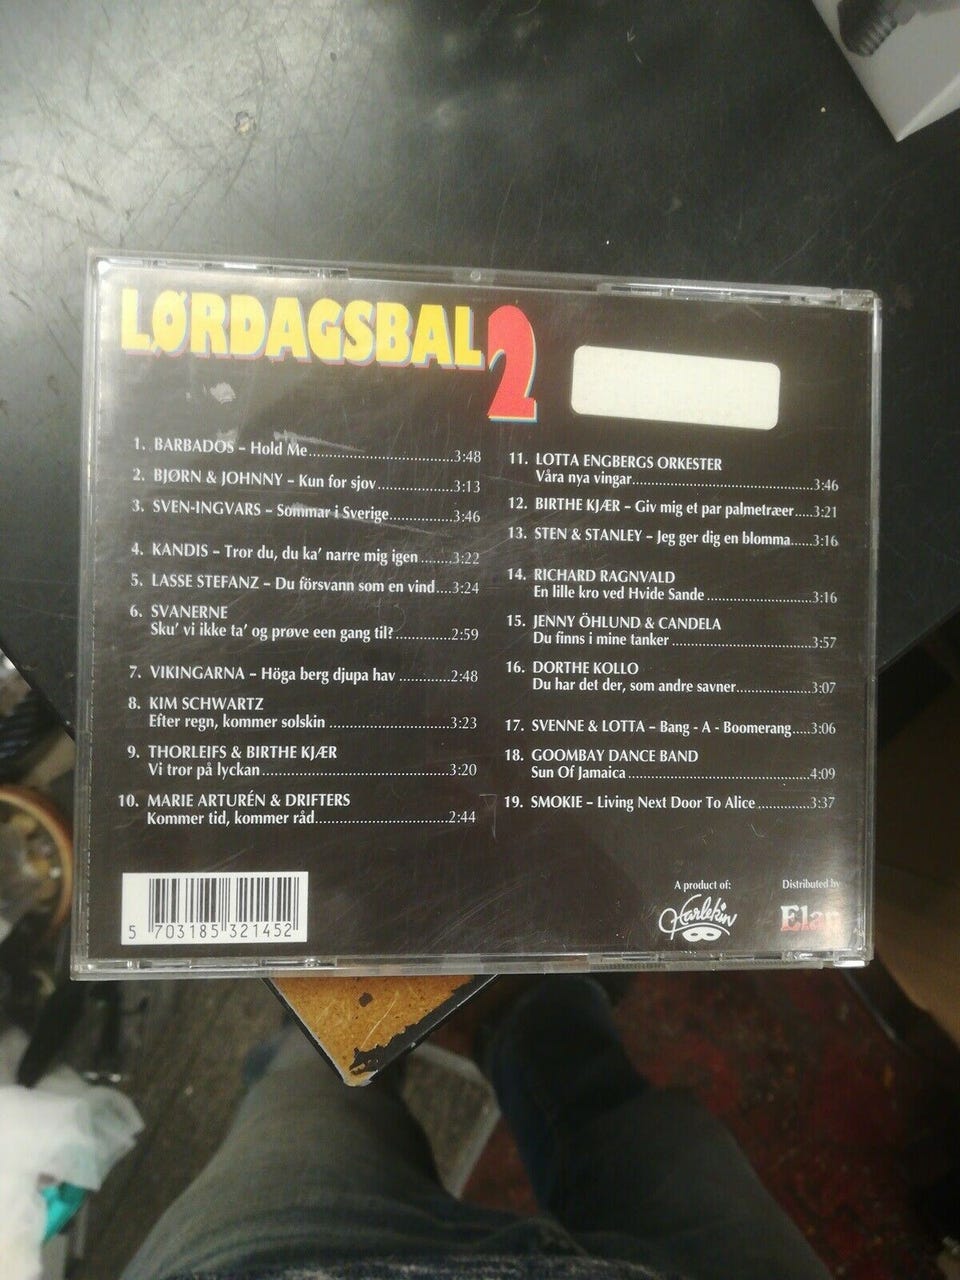 LØRDAGSBAL 2
1. BARBADOS – Hold Me..............................3:48
2. BJØRN & JOHNNY – Kun for sjov..................3:13
3. SVEN-INGVARS – Sommar i Sverige................3:46
4. KANDIS – Tror du, du ka' narre mig igen........3:22
5. LASSE STEFANZ – Du försvann som en vind....3:24
6. SVANERNE
Sku' vi ikke ta' og prøve een gang til?................2:59
7. VIKINGARNA – Höga berg djupa hav ............2:48
8. KIM SCHWARTZ
Efter regn, kommer solskin ..............................3:23
9. THORLEIFS & BIRTHE KJÆR
Vi tror på lyckan..........................................3:20
10. MARIE ARTURÉN & DRIFTERS
Kommer tid, kommer råd................................2:44
11. LOTTA ENGBERGS ORKESTER
Våra nya vingar............................................3:46
12. BIRTHE KJÆR – Giv mig et par palmetræer.....3:21
13. STEN & STANLEY – Jeg ger dig en blomma......3:16
14. RICHARD RAGNVALD
En lille kro ved Hvide Sande ..........................3:16
15. JENNY ÖHLUND & CANDELA
Du finns i mine tanker ..................................3:57
16. DORTHE KOLLO
Du har det der, som andre savner....................3:07
17. SVENNE & LOTTA – Bang - A - Boomerang.....3:06
18. GOOMBAY DANCE BAND
Sun Of Jamaica ............................................4:09
19. SMOKIE – Living Next Door To Alice ............3:37
5 703185 321452
A product of:
Harlekin
Distributed by
Elap